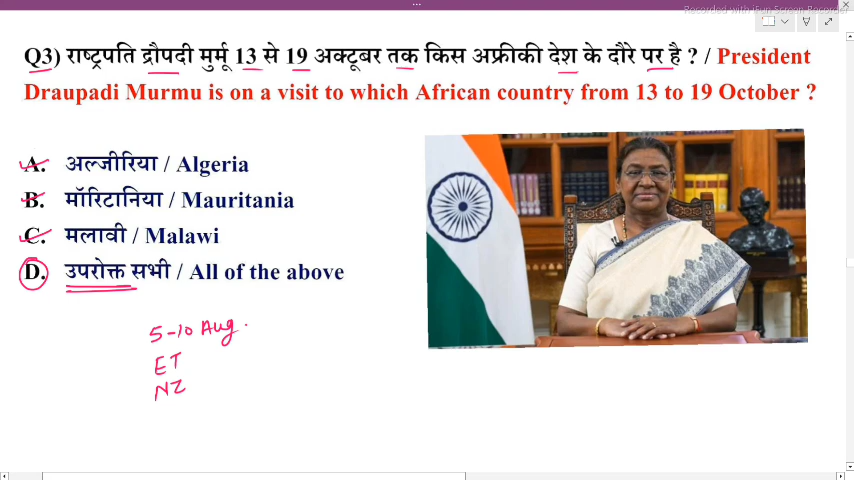 Recorded with iFun Screen Recorder
Q3) राष्ट्रपति द्रौपदी मुर्मू 13 से 19 अक्टूबर तक किस अफ्रीकी देश के दौरे पर है ? / President
Draupadi Murmu is on a visit to which African country from 13 to 19 October ?
A. अल्जीरिया / Algeria
B. मॉरिटानिया / Mauritania
C. मलावी / Malawi
D. उपरोक्त सभी / All of the above
5-10 Aug.
ET
NZ